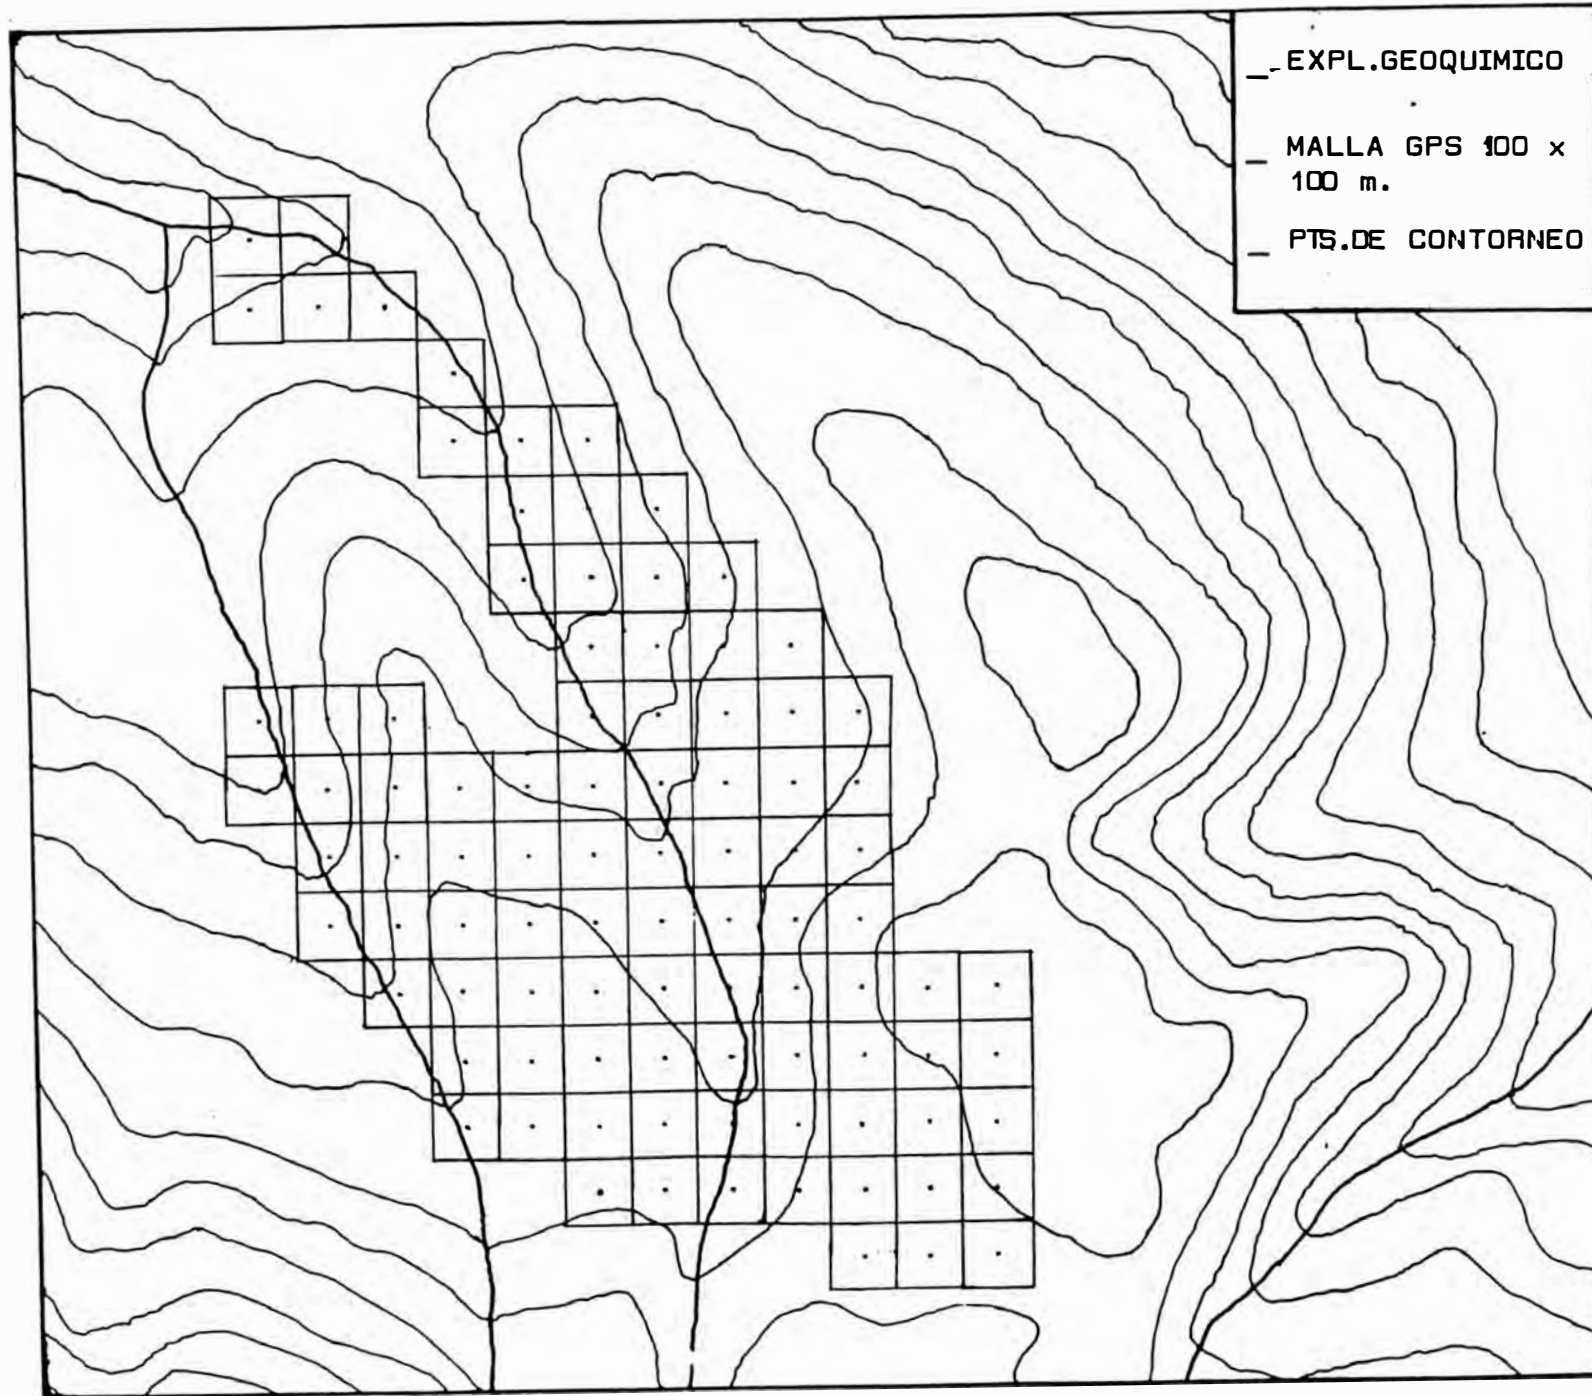 _.EXPL.GEOQUIMICO
_ MALLA GPS 100 x
100 m.
_ PTS.DE CONTORNEO